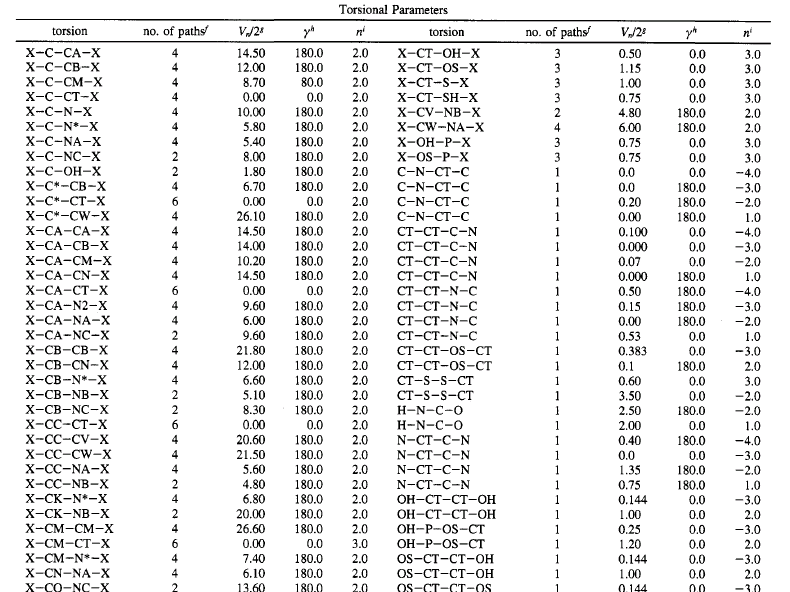 Torsional Parameters
torsion no. of pathsᶠ Vn/2ᵍ γʰ nⁱ torsion no. of pathsᶠ Vn/2ᵍ γʰ nⁱ
X−C−CA−X 4 14.50 180.0 2.0 X−CT−OH−X 3 0.50 0.0 3.0
X−C−CB−X 4 12.00 180.0 2.0 X−CT−OS−X 3 1.15 0.0 3.0
X−C−CM−X 4 8.70 80.0 2.0 X−CT−S−X 3 1.00 0.0 3.0
X−C−CT−X 4 0.00 0.0 2.0 X−CT−SH−X 3 0.75 0.0 3.0
X−C−N−X 4 10.00 180.0 2.0 X−CV−NB−X 2 4.80 180.0 2.0
X−C−N*−X 4 5.80 180.0 2.0 X−CW−NA−X 4 6.00 180.0 2.0
X−C−NA−X 4 5.40 180.0 2.0 X−OH−P−X 3 0.75 0.0 3.0
X−C−NC−X 2 8.00 180.0 2.0 X−OS−P−X 3 0.75 0.0 3.0
X−C−OH−X 2 1.80 180.0 2.0 C−N−CT−C 1 0.0 0.0 −4.0
X−C*−CB−X 4 6.70 180.0 2.0 C−N−CT−C 1 0.0 180.0 −3.0
X−C*−CT−X 6 0.00 0.0 2.0 C−N−CT−C 1 0.20 180.0 −2.0
X−C*−CW−X 4 26.10 180.0 2.0 C−N−CT−C 1 0.00 180.0 1.0
X−CA−CA−X 4 14.50 180.0 2.0 CT−CT−C−N 1 0.100 0.0 −4.0
X−CA−CB−X 4 14.00 180.0 2.0 CT−CT−C−N 1 0.000 0.0 −3.0
X−CA−CM−X 4 10.20 180.0 2.0 CT−CT−C−N 1 0.07 0.0 −2.0
X−CA−CN−X 4 14.50 180.0 2.0 CT−CT−C−N 1 0.000 180.0 1.0
X−CA−CT−X 6 0.00 0.0 2.0 CT−CT−N−C 1 0.50 180.0 −4.0
X−CA−N2−X 4 9.60 180.0 2.0 CT−CT−N−C 1 0.15 180.0 −3.0
X−CA−NA−X 4 6.00 180.0 2.0 CT−CT−N−C 1 0.00 180.0 −2.0
X−CA−NC−X 2 9.60 180.0 2.0 CT−CT−N−C 1 0.53 0.0 1.0
X−CB−CB−X 4 21.80 180.0 2.0 CT−CT−OS−CT 1 0.383 0.0 −3.0
X−CB−CN−X 4 12.00 180.0 2.0 CT−CT−OS−CT 1 0.1 180.0 2.0
X−CB−N*−X 4 6.60 180.0 2.0 CT−S−S−CT 1 0.60 0.0 3.0
X−CB−NB−X 2 5.10 180.0 2.0 CT−S−S−CT 1 3.50 0.0 −2.0
X−CB−NC−X 2 8.30 180.0 2.0 H−N−C−O 1 2.50 180.0 −2.0
X−CC−CT−X 6 0.00 0.0 2.0 H−N−C−O 1 2.00 0.0 1.0
X−CC−CV−X 4 20.60 180.0 2.0 N−CT−C−N 1 0.40 180.0 −4.0
X−CC−CW−X 4 21.50 180.0 2.0 N−CT−C−N 1 0.0 0.0 −3.0
X−CC−NA−X 4 5.60 180.0 2.0 N−CT−C−N 1 1.35 180.0 −2.0
X−CC−NB−X 2 4.80 180.0 2.0 N−CT−C−N 1 0.75 180.0 1.0
X−CK−N*−X 4 6.80 180.0 2.0 OH−CT−CT−OH 1 0.144 0.0 −3.0
X−CK−NB−X 2 20.00 180.0 2.0 OH−CT−CT−OH 1 1.00 0.0 2.0
X−CM−CM−X 4 26.60 180.0 2.0 OH−P−OS−CT 1 0.25 0.0 −3.0
X−CM−CT−X 6 0.00 0.0 3.0 OH−P−OS−CT 1 1.20 0.0 2.0
X−CM−N*−X 4 7.40 180.0 2.0 OS−CT−CT−OH 1 0.144 0.0 −3.0
X−CN−NA−X 4 6.10 180.0 2.0 OS−CT−CT−OH 1 1.00 0.0 2.0
X−CQ−NC−X 2 13.60 180.0 2.0 OS−CT−CT−OS 1 0.144 0.0 −3.0